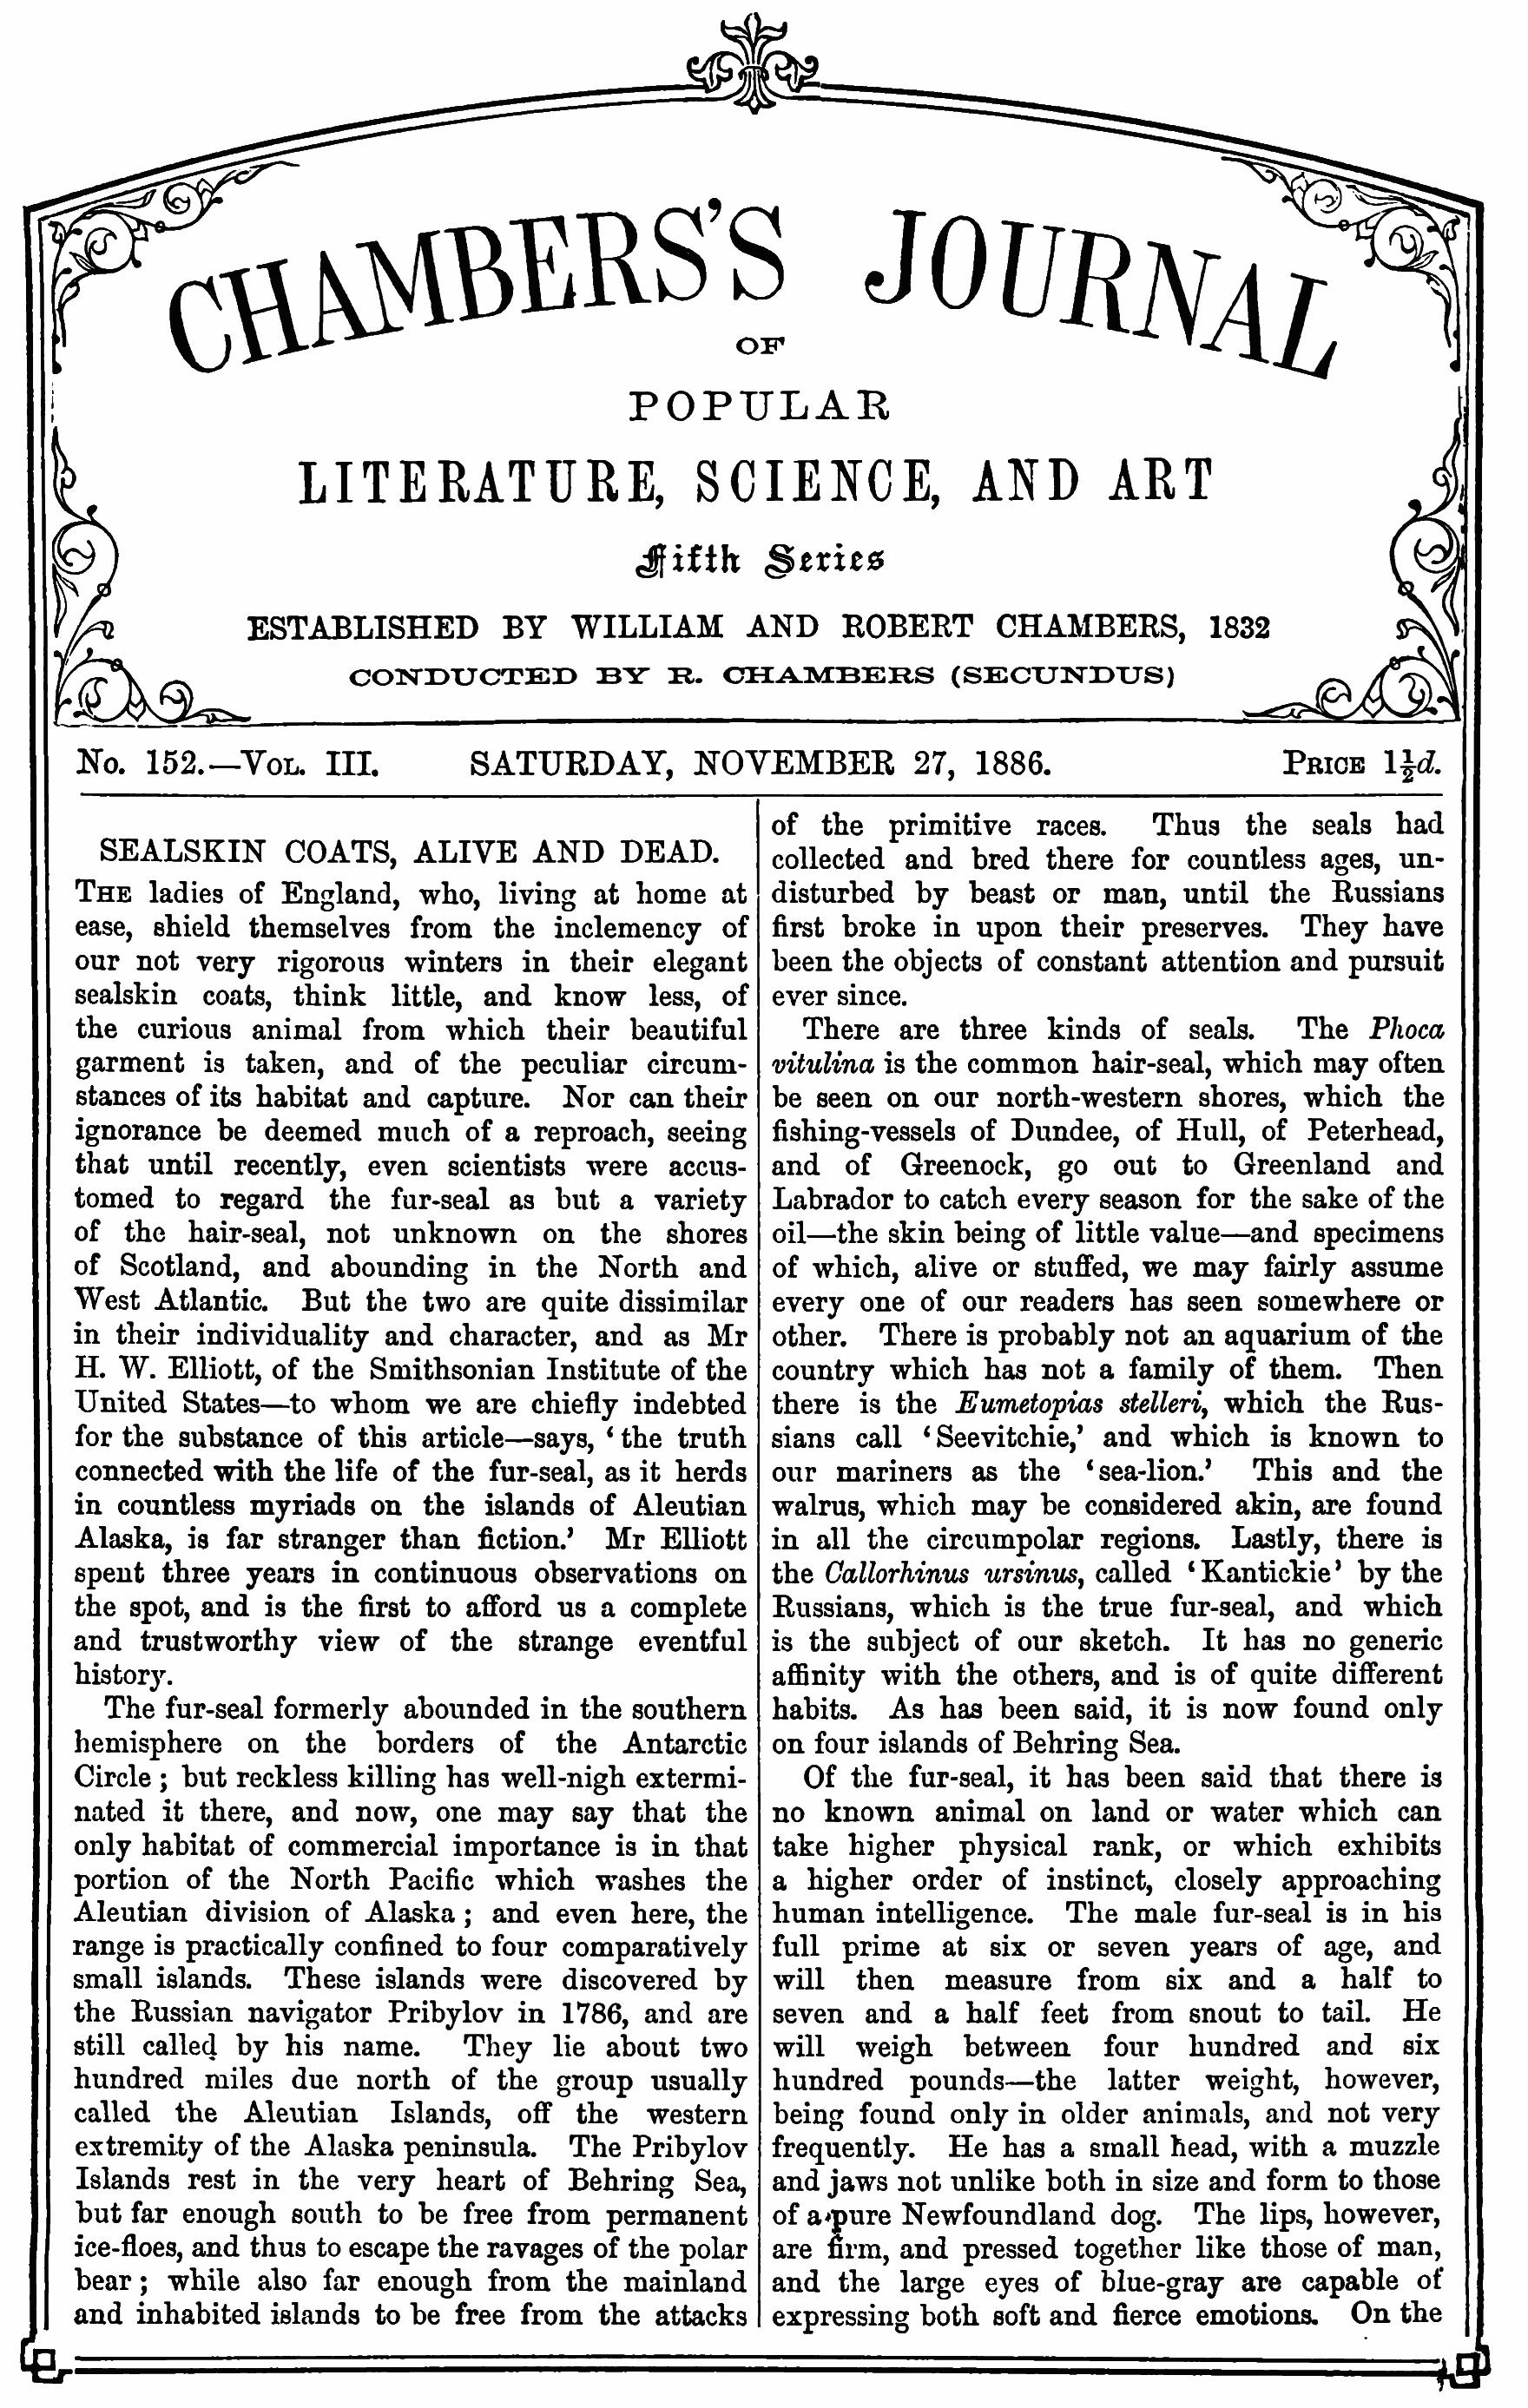 CHAMBERS'S JOURNAL
OF
POPULAR
LITERATURE, SCIENCE, AND ART
Fifth Series
ESTABLISHED BY WILLIAM AND ROBERT CHAMBERS, 1832
CONDUCTED BY R. CHAMBERS (SECUNDUS)
No. 152.—Vol. III. SATURDAY, NOVEMBER 27, 1886. Price 1½d.
SEALSKIN COATS, ALIVE AND DEAD.
The ladies of England, who, living at home at
ease, shield themselves from the inclemency of
our not very rigorous winters in their elegant
sealskin coats, think little, and know less, of
the curious animal from which their beautiful
garment is taken, and of the peculiar circum-
stances of its habitat and capture. Nor can their
ignorance be deemed much of a reproach, seeing
that until recently, even scientists were accus-
tomed to regard the fur-seal as but a variety
of the hair-seal, not unknown on the shores
of Scotland, and abounding in the North and
West Atlantic. But the two are quite dissimilar
in their individuality and character, and as Mr
H. W. Elliott, of the Smithsonian Institute of the
United States—to whom we are chiefly indebted
for the substance of this article—says, ‘the truth
connected with the life of the fur-seal, as it herds
in countless myriads on the islands of Aleutian
Alaska, is far stranger than fiction.’ Mr Elliott
spent three years in continuous observations on
the spot, and is the first to afford us a complete
and trustworthy view of the strange eventful
history.
The fur-seal formerly abounded in the southern
hemisphere on the borders of the Antarctic
Circle; but reckless killing has well-nigh extermi-
nated it there, and now, one may say that the
only habitat of commercial importance is in that
portion of the North Pacific which washes the
Aleutian division of Alaska; and even here, the
range is practically confined to four comparatively
small islands. These islands were discovered by
the Russian navigator Pribylov in 1786, and are
still called by his name. They lie about two
hundred miles due north of the group usually
called the Aleutian Islands, off the western
extremity of the Alaska peninsula. The Pribylov
Islands rest in the very heart of Behring Sea,
but far enough south to be free from permanent
ice-floes, and thus to escape the ravages of the polar
bear; while also far enough from the mainland
and inhabited islands to be free from the attacks
of the primitive races. Thus the seals had
collected and bred there for countless ages, un-
disturbed by beast or man, until the Russians
first broke in upon their preserves. They have
been the objects of constant attention and pursuit
ever since.
There are three kinds of seals. The Phoca
vitulina is the common hair-seal, which may often
be seen on our north-western shores, which the
fishing-vessels of Dundee, of Hull, of Peterhead,
and of Greenock, go out to Greenland and
Labrador to catch every season for the sake of the
oil—the skin being of little value—and specimens
of which, alive or stuffed, we may fairly assume
every one of our readers has seen somewhere or
other. There is probably not an aquarium of the
country which has not a family of them. Then
there is the Eumetopias stelleri, which the Rus-
sians call ‘Seevitchie,’ and which is known to
our mariners as the ‘sea-lion.’ This and the
walrus, which may be considered akin, are found
in all the circumpolar regions. Lastly, there is
the Callorhinus ursinus, called ‘Kantickie’ by the
Russians, which is the true fur-seal, and which
is the subject of our sketch. It has no generic
affinity with the others, and is of quite different
habits. As has been said, it is now found only
on four islands of Behring Sea.
Of the fur-seal, it has been said that there is
no known animal on land or water which can
take higher physical rank, or which exhibits
a higher order of instinct, closely approaching
human intelligence. The male fur-seal is in his
full prime at six or seven years of age, and
will then measure from six and a half to
seven and a half feet from snout to tail. He
will weigh between four hundred and six
hundred pounds—the latter weight, however,
being found only in older animals, and not very
frequently. He has a small head, with a muzzle
and jaws not unlike both in size and form to those
of a pure Newfoundland dog. The lips, however,
are firm, and pressed together like those of man,
and the large eyes of blue-gray are capable of
expressing both soft and fierce emotions. On the